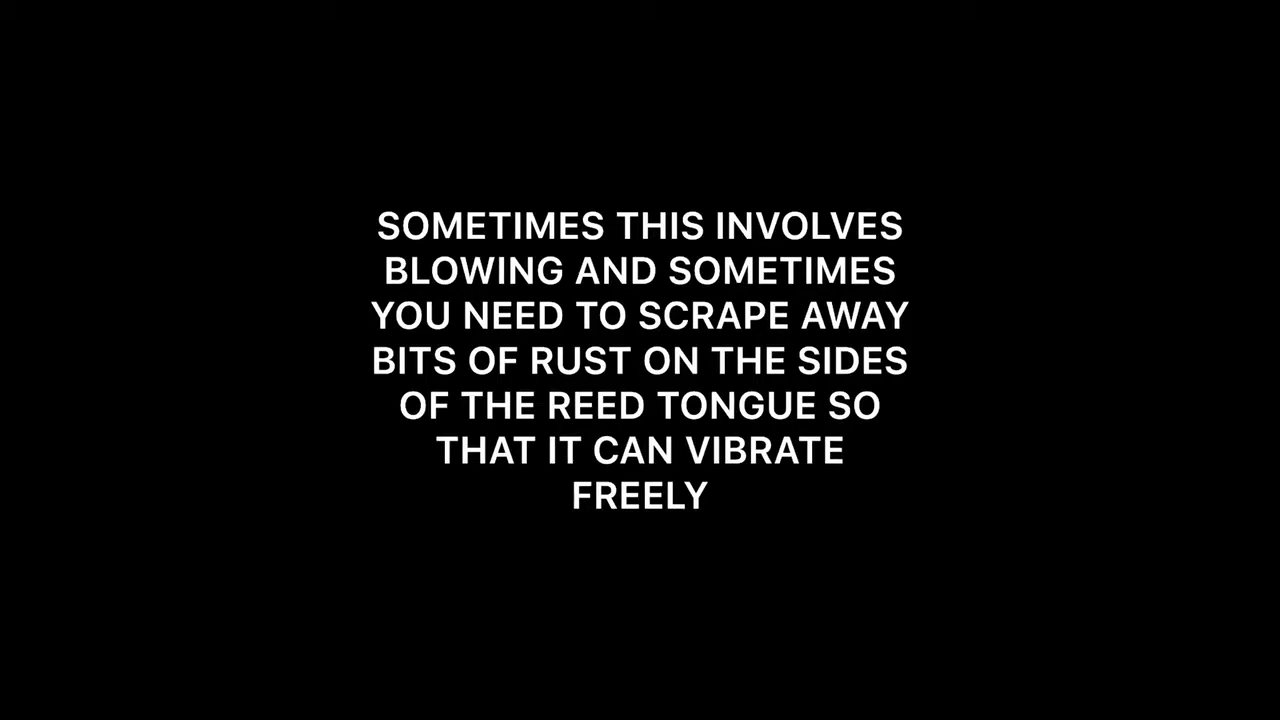 SOMETIMES THIS INVOLVES
BLOWING AND SOMETIMES
YOU NEED TO SCRAPE AWAY
BITS OF RUST ON THE SIDES
OF THE REED TONGUE SO
THAT IT CAN VIBRATE
FREELY